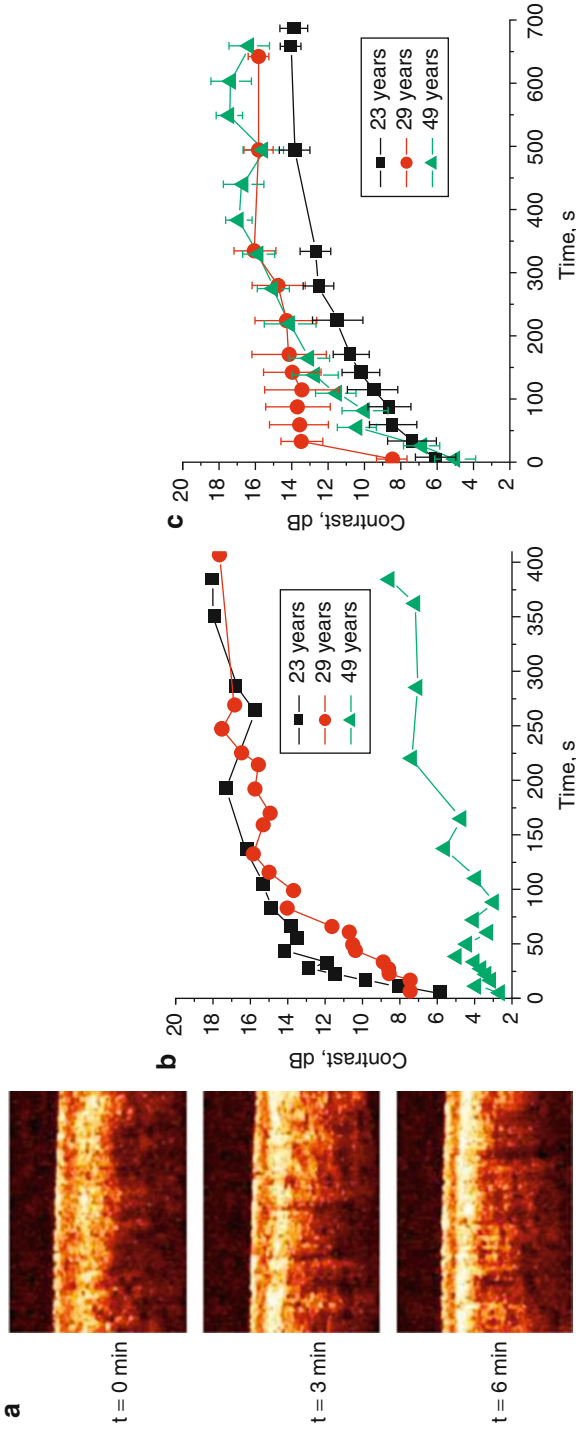 a
t = 0 min
t = 3 min
t = 6 min
b
Contrast, dB
20
18
16
14
12
10
8
6
4
2
0 50 100 150 200 250 300 350 400
Time, s
23 years
29 years
49 years
c
Contrast, dB
20
18
16
14
12
10
8
6
4
2
0 100 200 300 400 500 600 700
Time, s
23 years
29 years
49 years